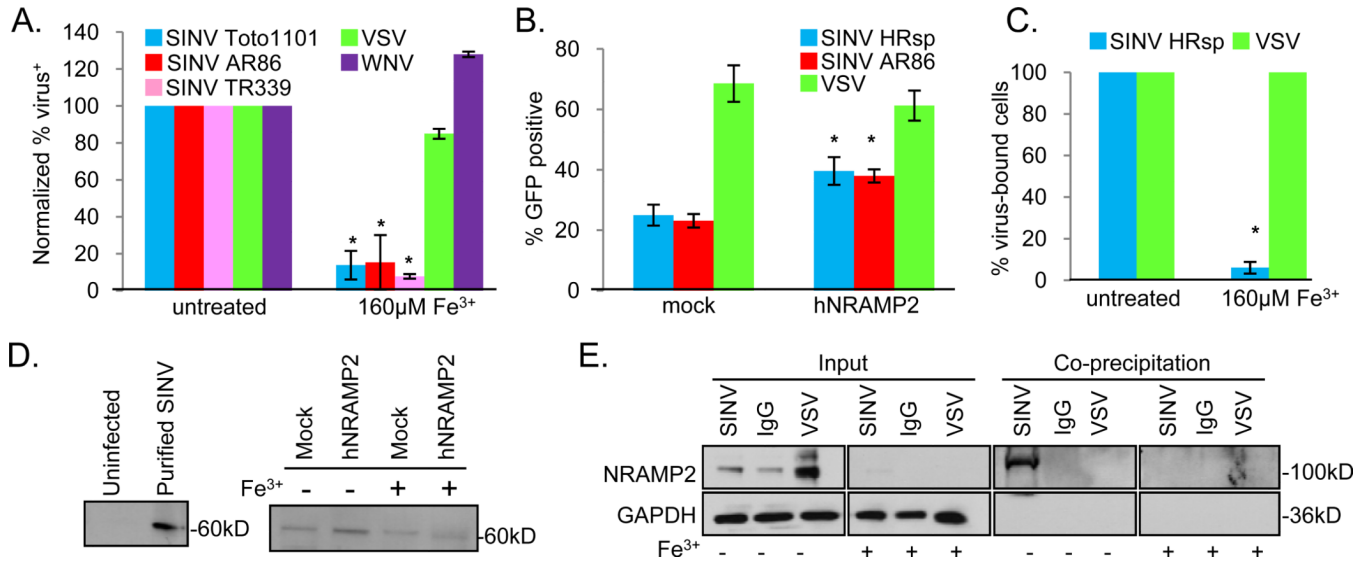 A.
SINV Toto1101
SINV AR86
SINV TR339
VSV
WNV
Normalized % virus⁺
140
120
100
80
60
40
20
0
untreated
160µM Fe³⁺
* * *
B.
SINV HRsp
SINV AR86
VSV
% GFP positive
80
60
40
20
0
mock
hNRAMP2
* *
C.
SINV HRsp
VSV
% virus-bound cells
100
80
60
40
20
0
untreated
160µM Fe³⁺
*
D.
Uninfected
Purified SINV
-60kD
Mock
hNRAMP2
Mock
hNRAMP2
Fe³⁺ - - + +
-60kD
E.
Input
Co-precipitation
SINV IgG VSV SINV IgG VSV SINV IgG VSV SINV IgG VSV
NRAMP2
-100kD
GAPDH
-36kD
Fe³⁺ - - - + + + - - - + + +